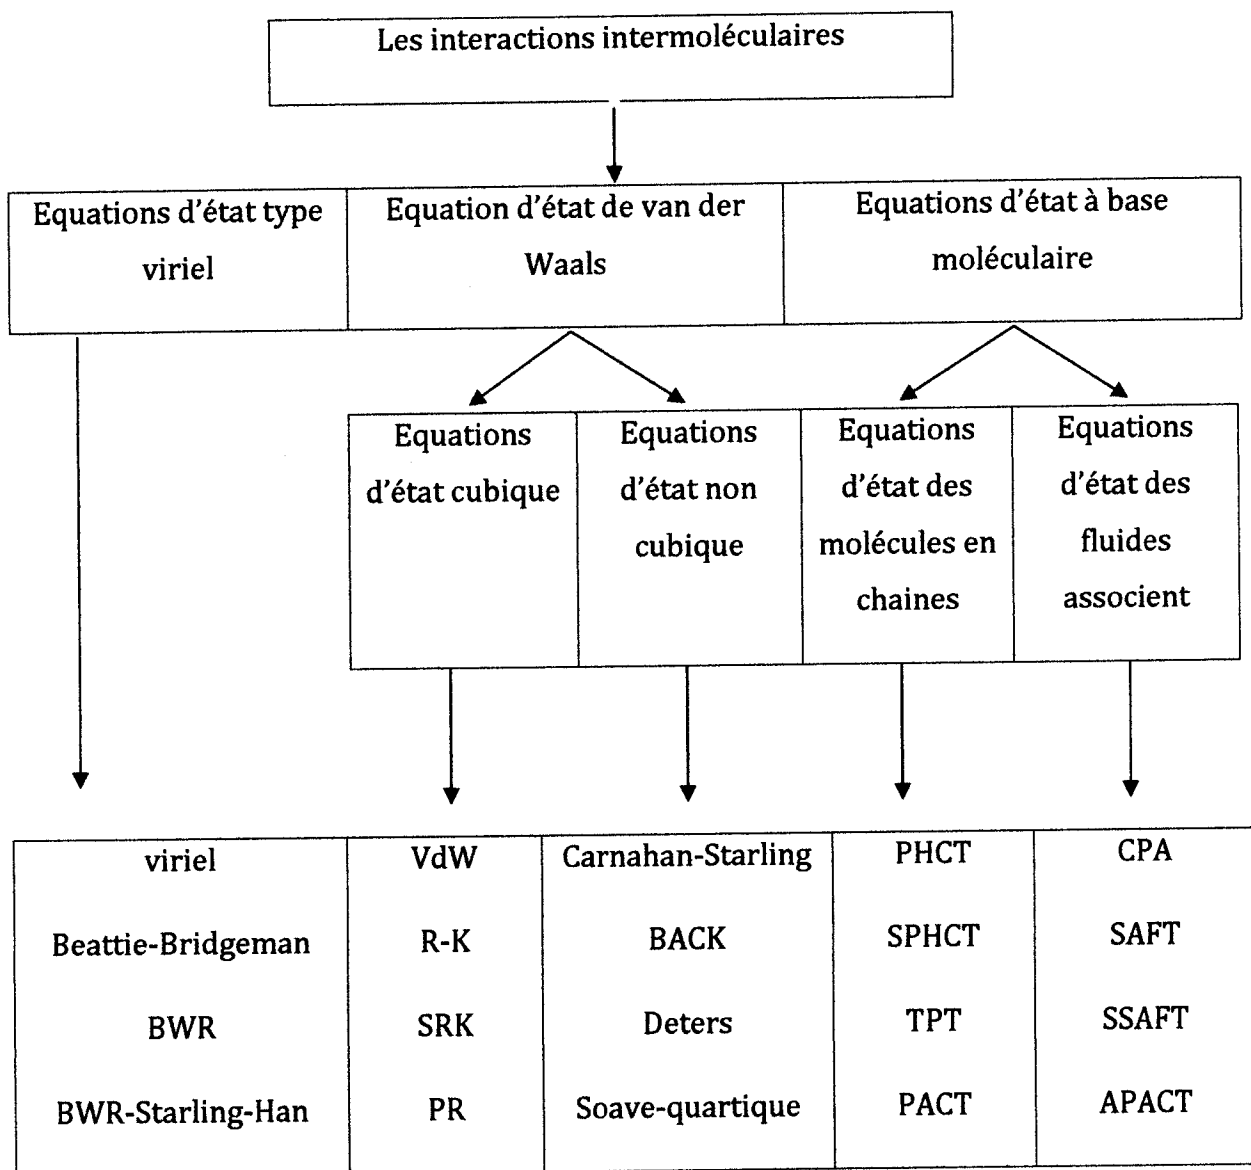 Les interactions intermoléculaires
Equations d'état type
viriel
Equation d'état de van der
Waals
Equations d'état à base
moléculaire
Equations
d'état cubique
Equations
d'état non
cubique
Equations
d'état des
molécules en
chaines
Equations
d'état des
fluides
associent
viriel
Beattie-Bridgeman
BWR
BWR-Starling-Han
VdW
R-K
SRK
PR
Carnahan-Starling
BACK
Deters
Soave-quartique
PHCT
SPHCT
TPT
PACT
CPA
SAFT
SSAFT
APACT